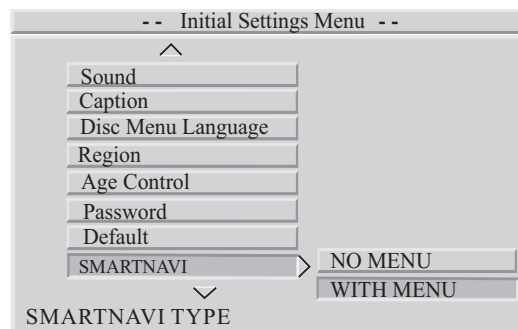 -- Initial Settings Menu --
Sound
Caption
Disc Menu Language
Region
Age Control
Password
Default
SMARTNAVI
NO MENU
WITH MENU
SMARTNAVI TYPE